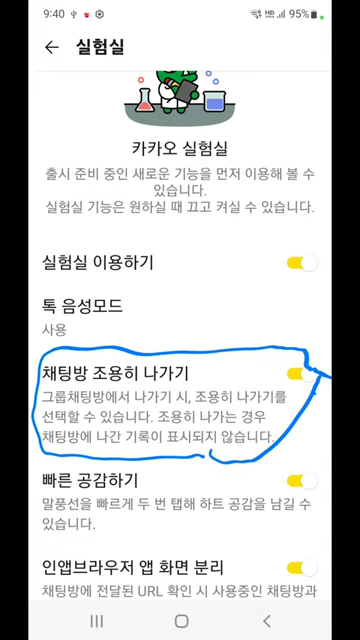 9:40
95%
실험실
카카오 실험실
출시 준비 중인 새로운 기능을 먼저 이용해 볼 수
있습니다.
실험실 기능은 원하실 때 끄고 켜실 수 있습니다.
실험실 이용하기
톡 음성모드
사용
채팅방 조용히 나가기
그룹채팅방에서 나가기 시, 조용히 나가기를
선택할 수 있습니다. 조용히 나가는 경우
채팅방에 나간 기록이 표시되지 않습니다.
빠른 공감하기
말풍선을 빠르게 두 번 탭해 하트 공감을 남길 수
있습니다.
인앱브라우저 앱 화면 분리
채팅방에 전달된 URL 확인 시 사용중인 채팅방과